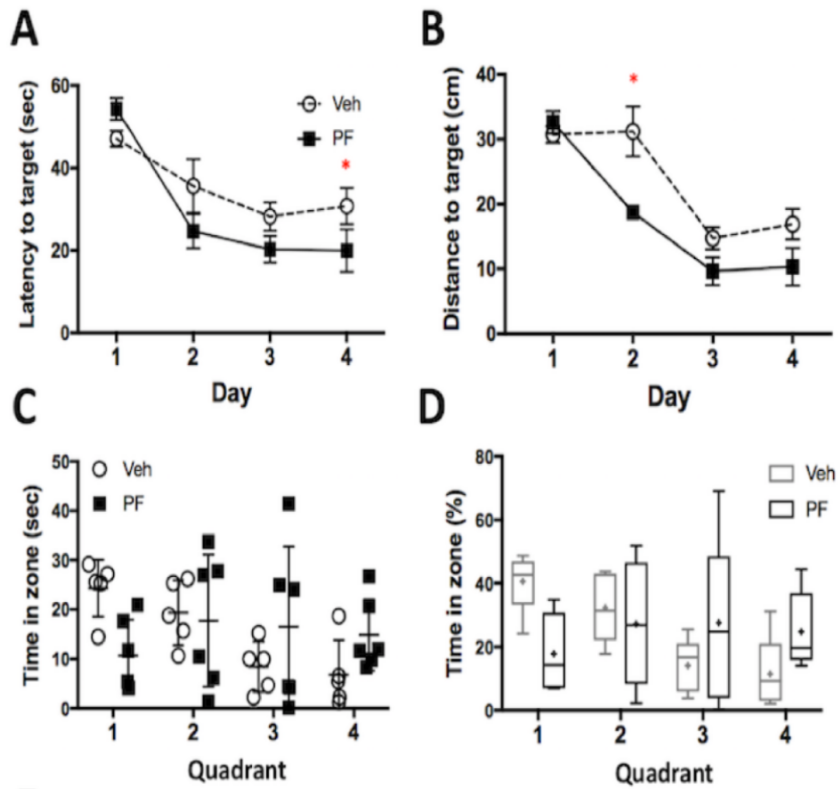 A
Latency to target (sec)
60
40
20
0
Veh
PF
*
1 2 3 4
Day
B
Distance to target (cm)
40
30
20
10
0
*
1 2 3 4
Day
C
Time in zone (sec)
50
40
30
20
10
0
Veh
PF
1 2 3 4
Quadrant
D
Time in zone (%)
80
60
40
20
0
Veh
PF
1 2 3 4
Quadrant